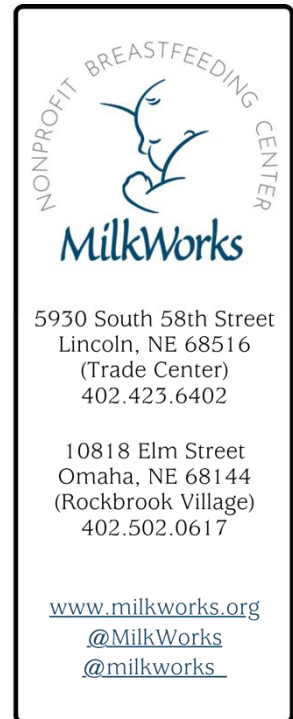 NONPROFIT BREASTFEEDING CENTER
MilkWorks
5930 South 58th Street
Lincoln, NE 68516
(Trade Center)
402.423.6402
10818 Elm Street
Omaha, NE 68144
(Rockbrook Village)
402.502.0617
www.milkworks.org
@MilkWorks
@milkworks_